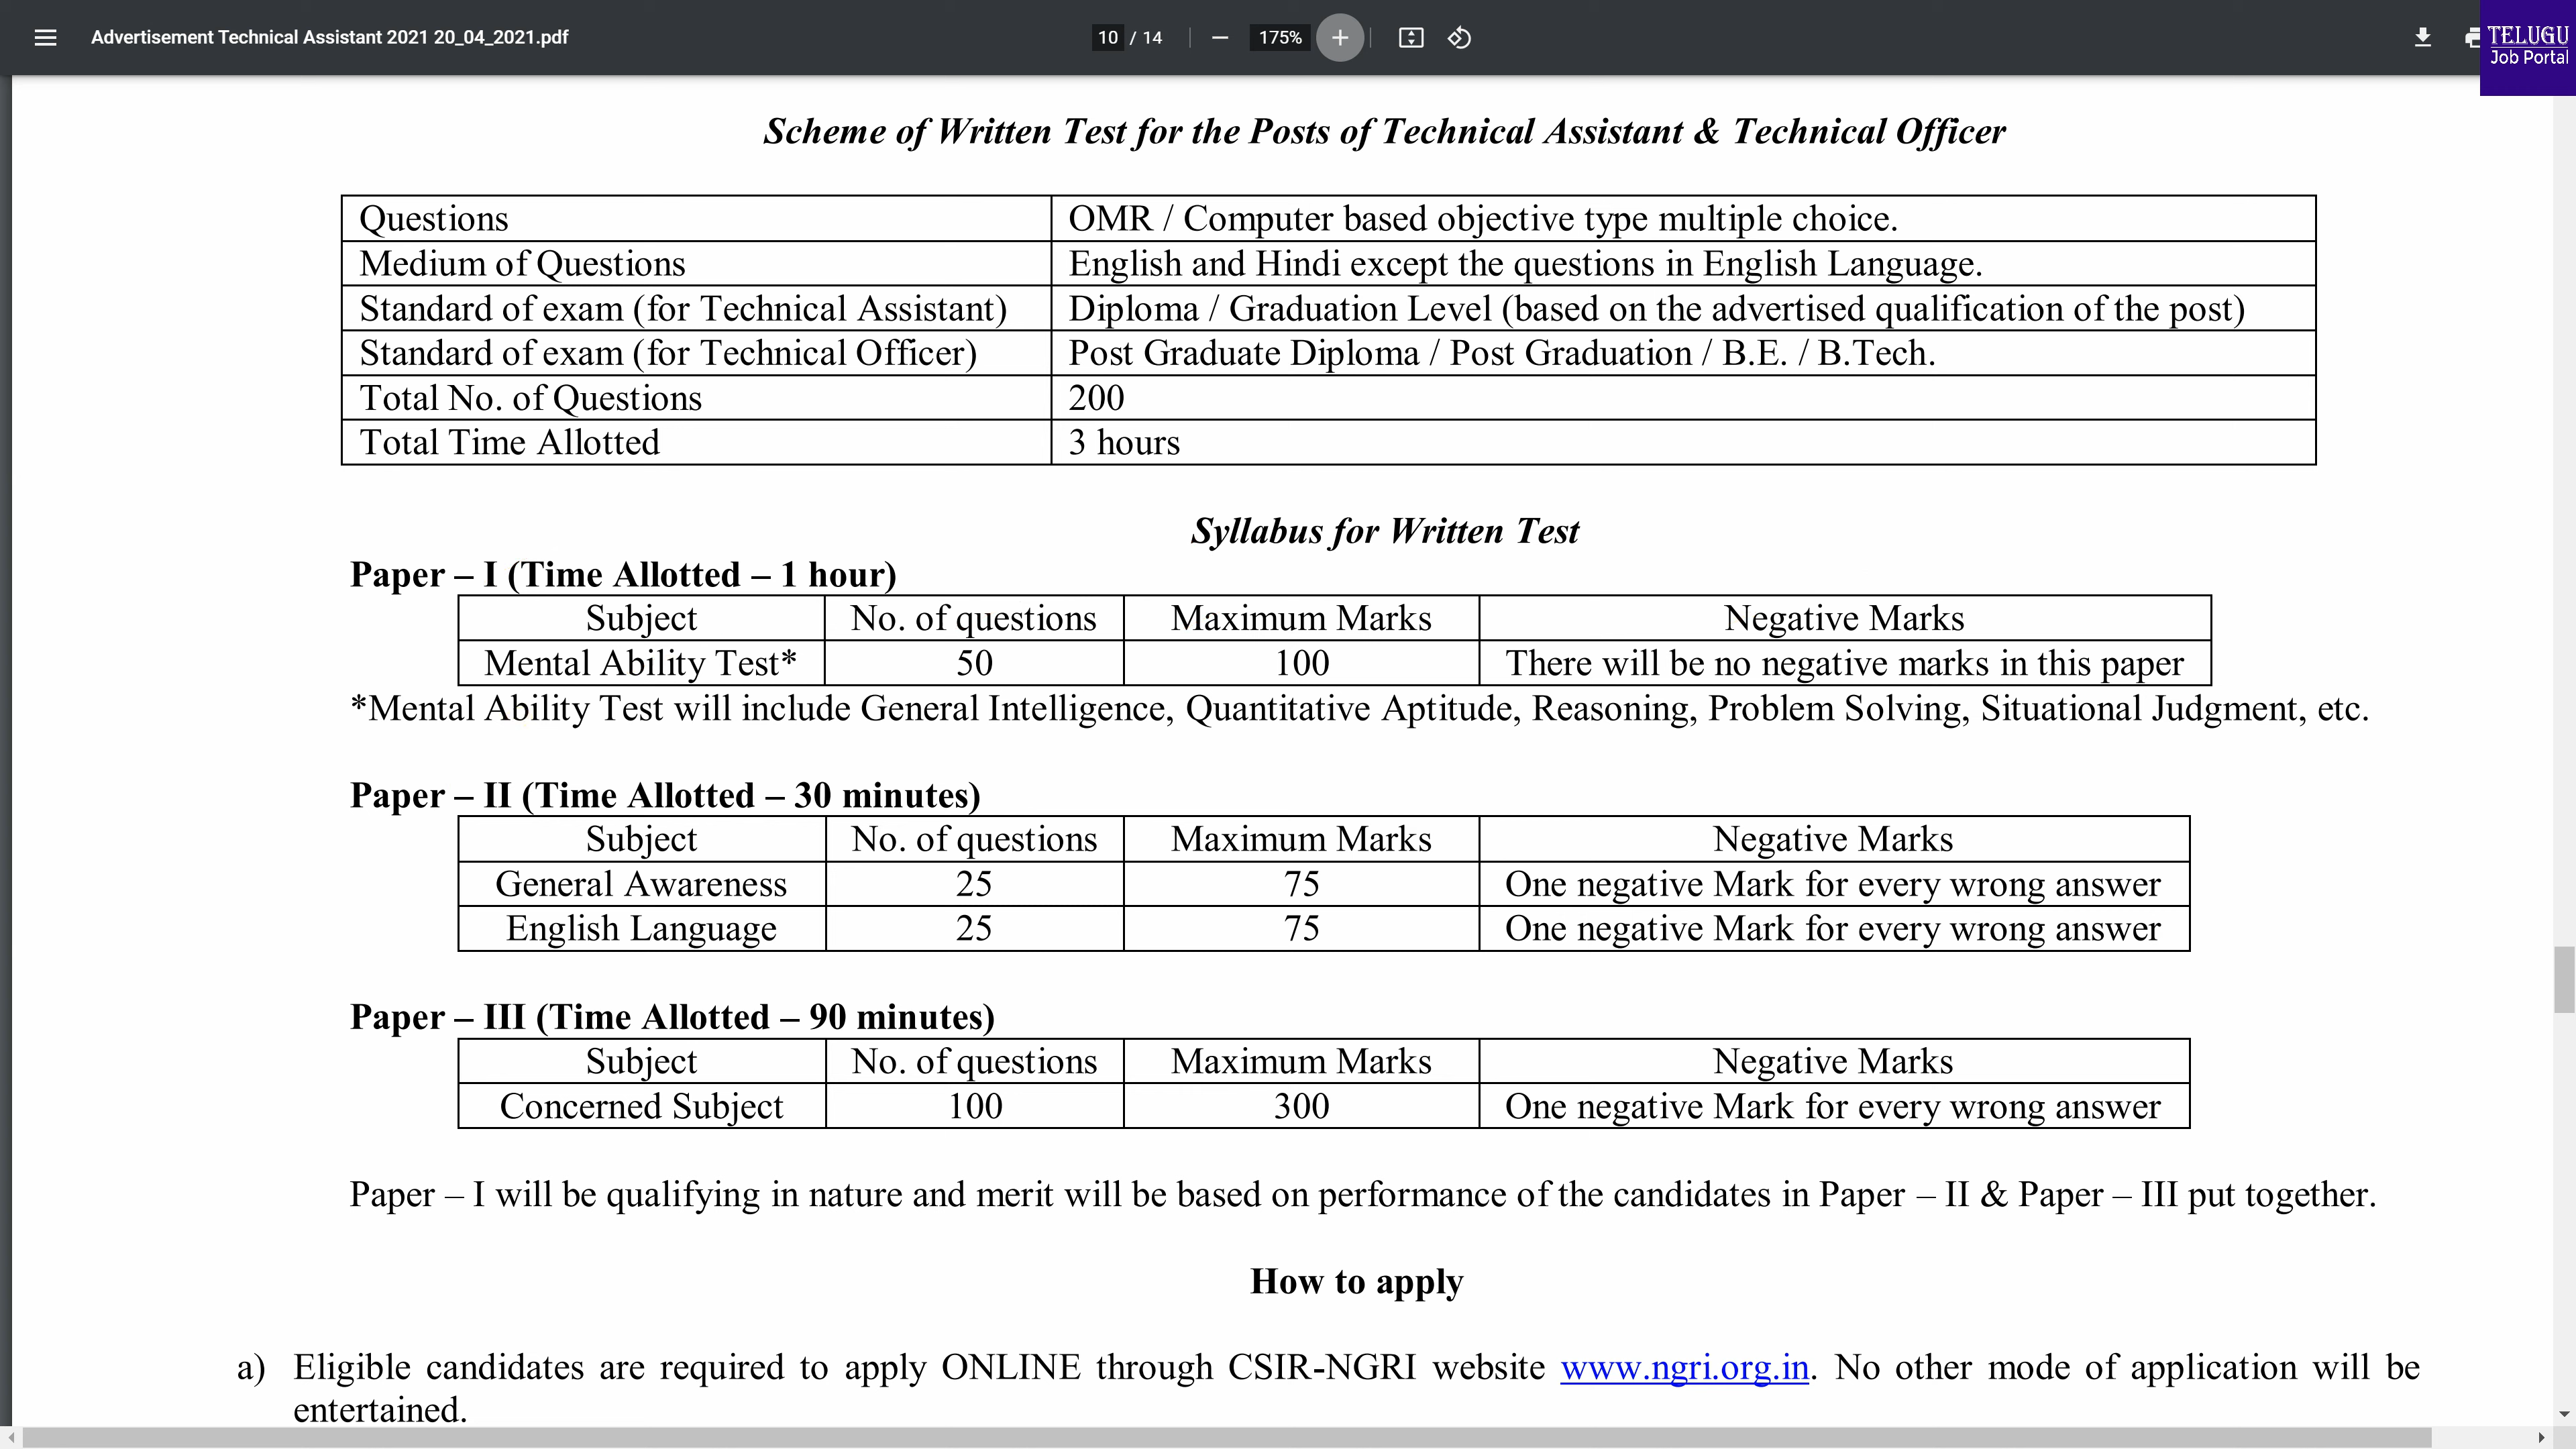 Advertisement Technical Assistant 2021 20_04_2021.pdf
10 / 14
175%
TELUGU
Job Portal
Scheme of Written Test for the Posts of Technical Assistant & Technical Officer
Questions OMR / Computer based objective type multiple choice.
Medium of Questions English and Hindi except the questions in English Language.
Standard of exam (for Technical Assistant) Diploma / Graduation Level (based on the advertised qualification of the post)
Standard of exam (for Technical Officer) Post Graduate Diploma / Post Graduation / B.E. / B.Tech.
Total No. of Questions 200
Total Time Allotted 3 hours
Syllabus for Written Test
Paper – I (Time Allotted – 1 hour)
Subject No. of questions Maximum Marks Negative Marks
Mental Ability Test* 50 100 There will be no negative marks in this paper
*Mental Ability Test will include General Intelligence, Quantitative Aptitude, Reasoning, Problem Solving, Situational Judgment, etc.
Paper – II (Time Allotted – 30 minutes)
Subject No. of questions Maximum Marks Negative Marks
General Awareness 25 75 One negative Mark for every wrong answer
English Language 25 75 One negative Mark for every wrong answer
Paper – III (Time Allotted – 90 minutes)
Subject No. of questions Maximum Marks Negative Marks
Concerned Subject 100 300 One negative Mark for every wrong answer
Paper – I will be qualifying in nature and merit will be based on performance of the candidates in Paper – II & Paper – III put together.
How to apply
a) Eligible candidates are required to apply ONLINE through CSIR-NGRI website www.ngri.org.in. No other mode of application will be
entertained.